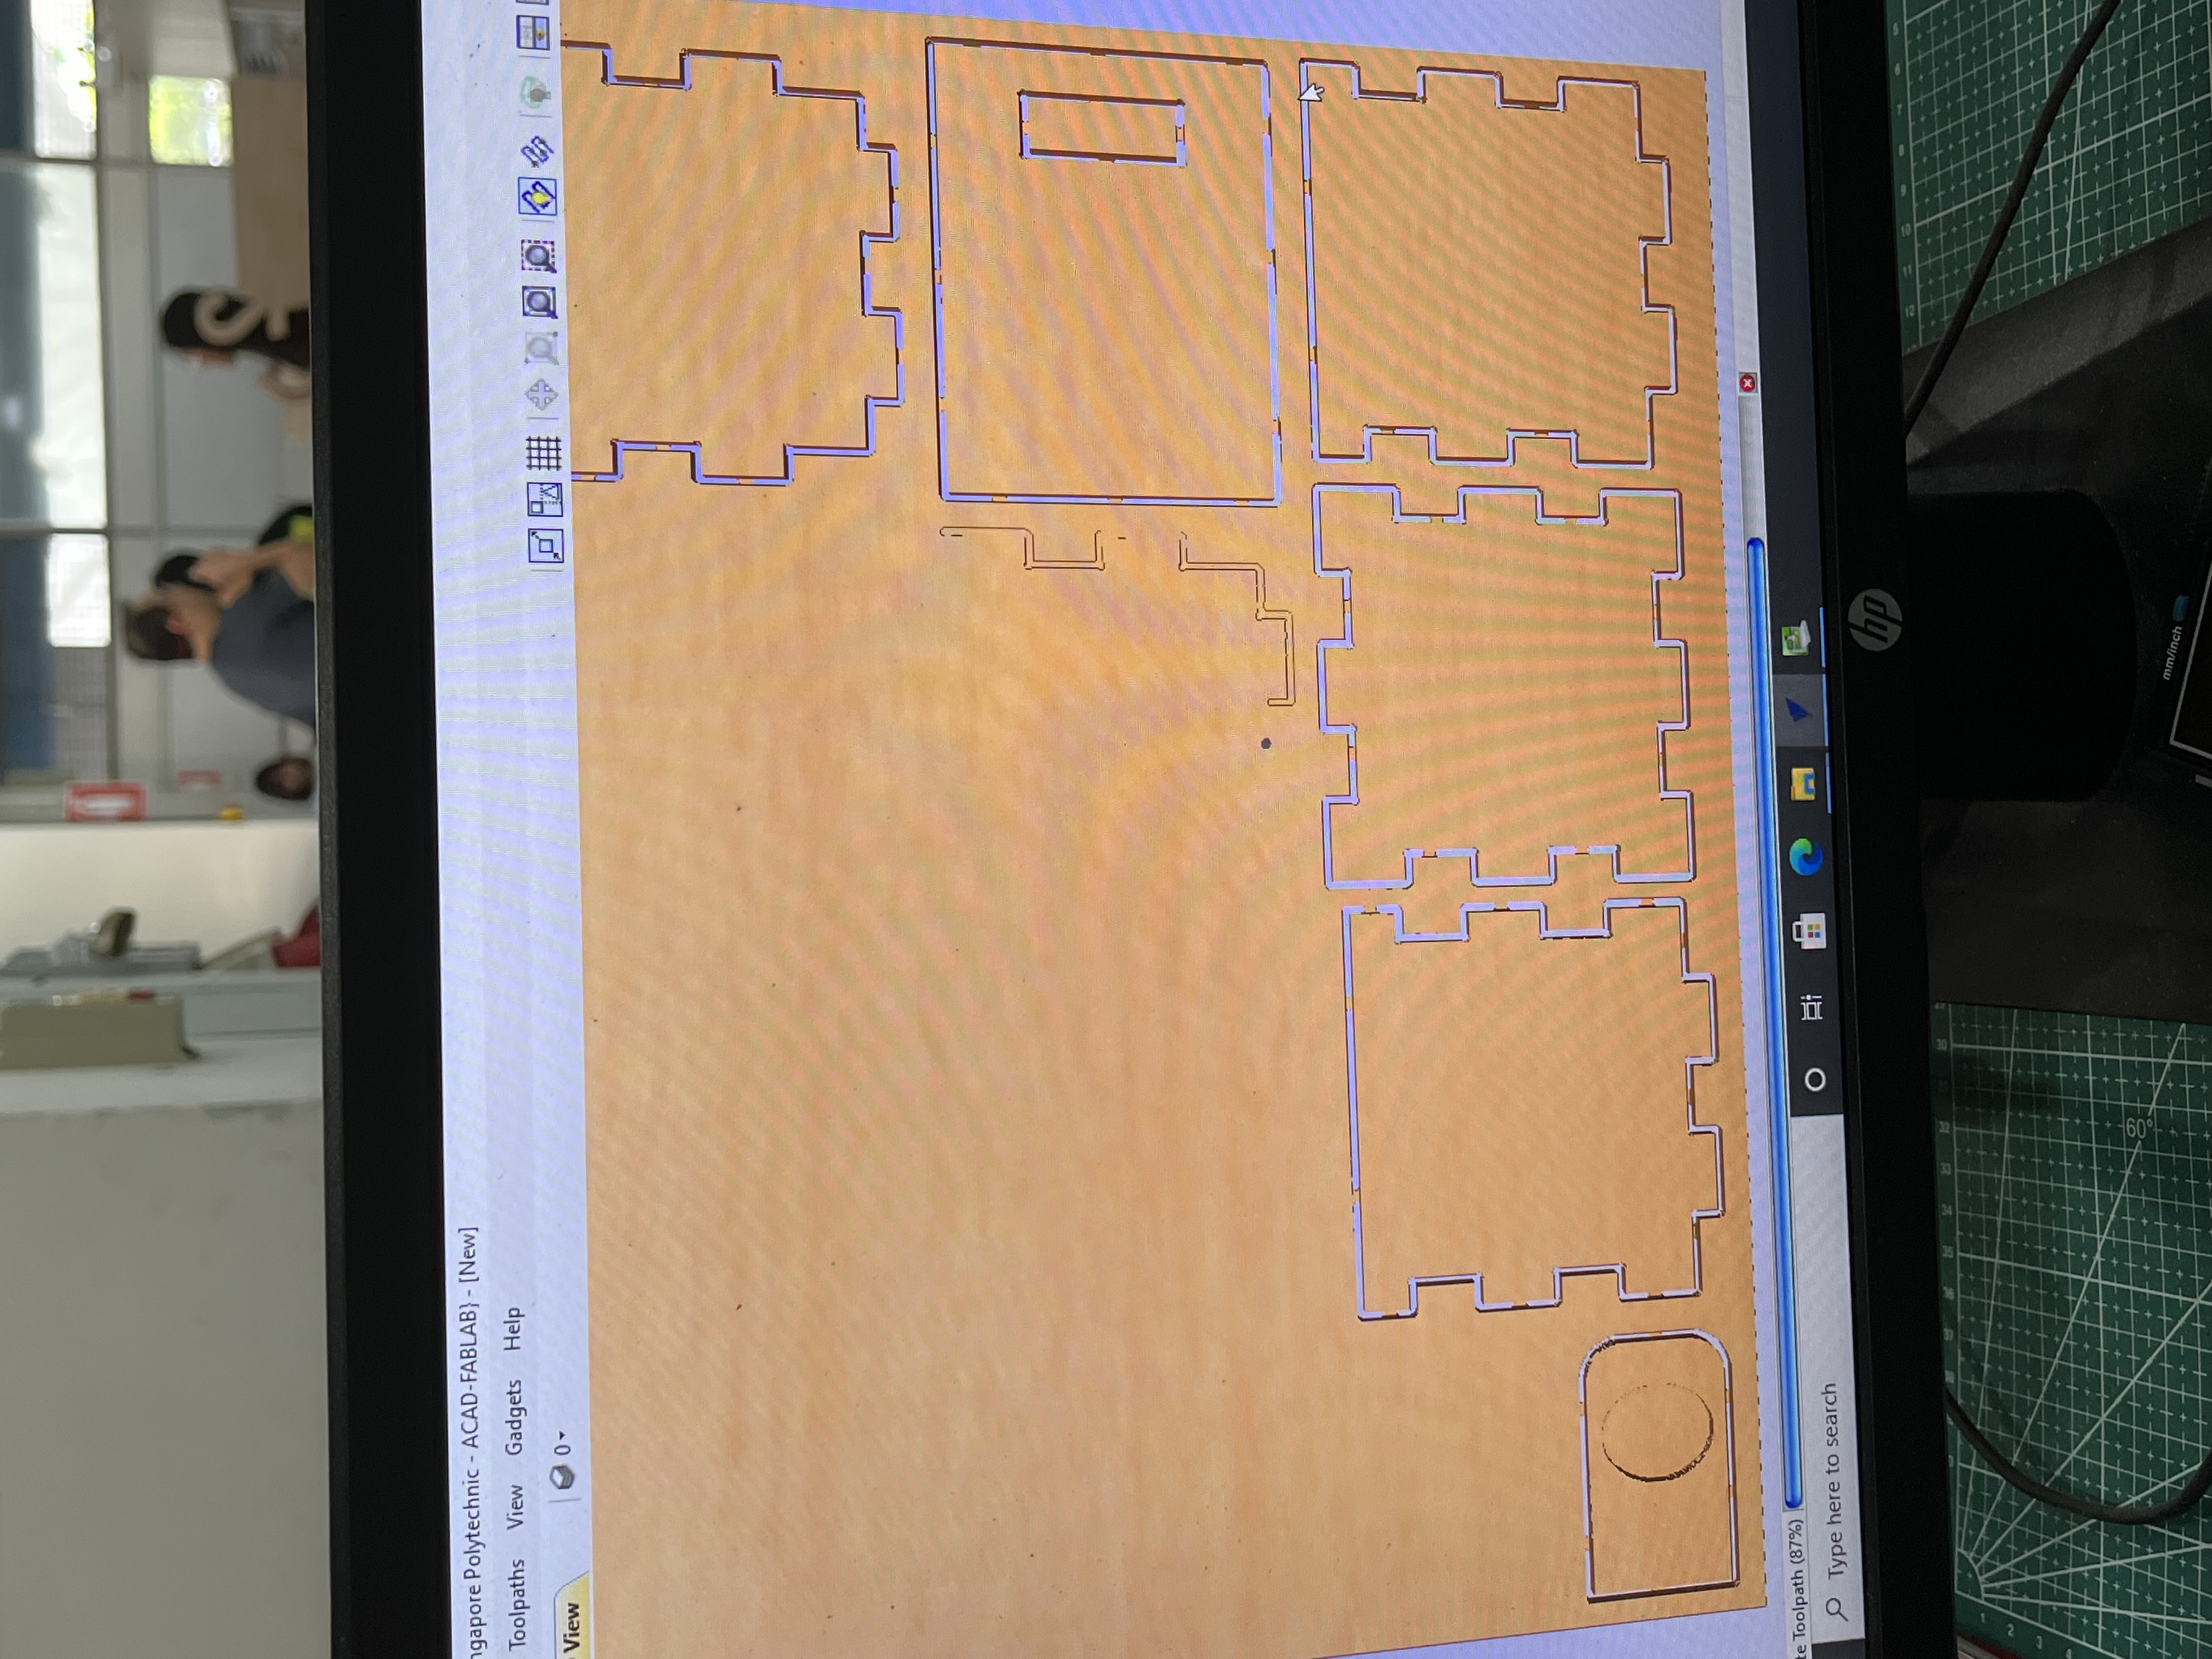 ngapore Polytechnic - ACAD-FABLAB} - [New]
Toolpaths View Gadgets Help
View 0
te Toolpath (87%)
Type here to search
hp
mm/inch
60°